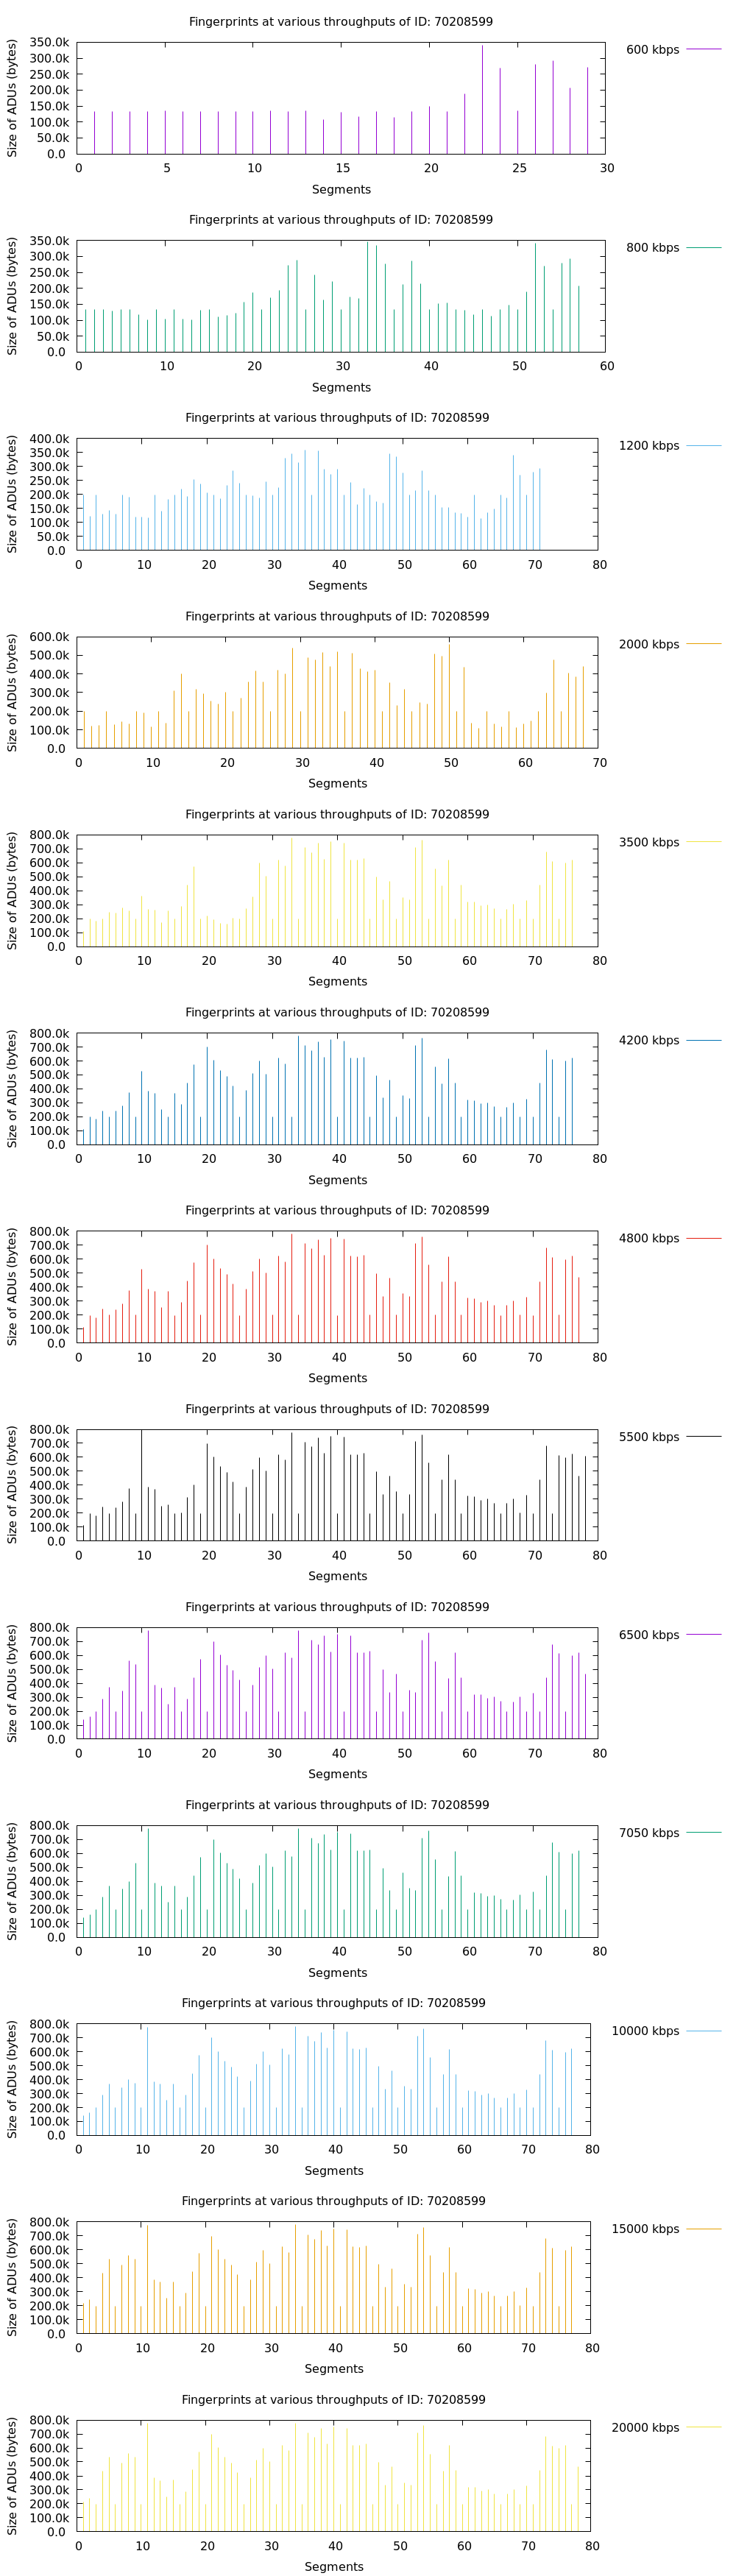 Fingerprints at various throughputs of ID: 70208599
600 kbps
Size of ADUs (bytes)
350.0k
300.0k
250.0k
200.0k
150.0k
100.0k
50.0k
0.0
0 5 10 15 20 25 30
Segments
Fingerprints at various throughputs of ID: 70208599
800 kbps
Size of ADUs (bytes)
350.0k
300.0k
250.0k
200.0k
150.0k
100.0k
50.0k
0.0
0 10 20 30 40 50 60
Segments
Fingerprints at various throughputs of ID: 70208599
1200 kbps
Size of ADUs (bytes)
400.0k
350.0k
300.0k
250.0k
200.0k
150.0k
100.0k
50.0k
0.0
0 10 20 30 40 50 60 70 80
Segments
Fingerprints at various throughputs of ID: 70208599
2000 kbps
Size of ADUs (bytes)
600.0k
500.0k
400.0k
300.0k
200.0k
100.0k
0.0
0 10 20 30 40 50 60 70
Segments
Fingerprints at various throughputs of ID: 70208599
3500 kbps
Size of ADUs (bytes)
800.0k
700.0k
600.0k
500.0k
400.0k
300.0k
200.0k
100.0k
0.0
0 10 20 30 40 50 60 70 80
Segments
Fingerprints at various throughputs of ID: 70208599
4200 kbps
Size of ADUs (bytes)
800.0k
700.0k
600.0k
500.0k
400.0k
300.0k
200.0k
100.0k
0.0
0 10 20 30 40 50 60 70 80
Segments
Fingerprints at various throughputs of ID: 70208599
4800 kbps
Size of ADUs (bytes)
800.0k
700.0k
600.0k
500.0k
400.0k
300.0k
200.0k
100.0k
0.0
0 10 20 30 40 50 60 70 80
Segments
Fingerprints at various throughputs of ID: 70208599
5500 kbps
Size of ADUs (bytes)
800.0k
700.0k
600.0k
500.0k
400.0k
300.0k
200.0k
100.0k
0.0
0 10 20 30 40 50 60 70 80
Segments
Fingerprints at various throughputs of ID: 70208599
6500 kbps
Size of ADUs (bytes)
800.0k
700.0k
600.0k
500.0k
400.0k
300.0k
200.0k
100.0k
0.0
0 10 20 30 40 50 60 70 80
Segments
Fingerprints at various throughputs of ID: 70208599
7050 kbps
Size of ADUs (bytes)
800.0k
700.0k
600.0k
500.0k
400.0k
300.0k
200.0k
100.0k
0.0
0 10 20 30 40 50 60 70 80
Segments
Fingerprints at various throughputs of ID: 70208599
10000 kbps
Size of ADUs (bytes)
800.0k
700.0k
600.0k
500.0k
400.0k
300.0k
200.0k
100.0k
0.0
0 10 20 30 40 50 60 70 80
Segments
Fingerprints at various throughputs of ID: 70208599
15000 kbps
Size of ADUs (bytes)
800.0k
700.0k
600.0k
500.0k
400.0k
300.0k
200.0k
100.0k
0.0
0 10 20 30 40 50 60 70 80
Segments
Fingerprints at various throughputs of ID: 70208599
20000 kbps
Size of ADUs (bytes)
800.0k
700.0k
600.0k
500.0k
400.0k
300.0k
200.0k
100.0k
0.0
0 10 20 30 40 50 60 70 80
Segments